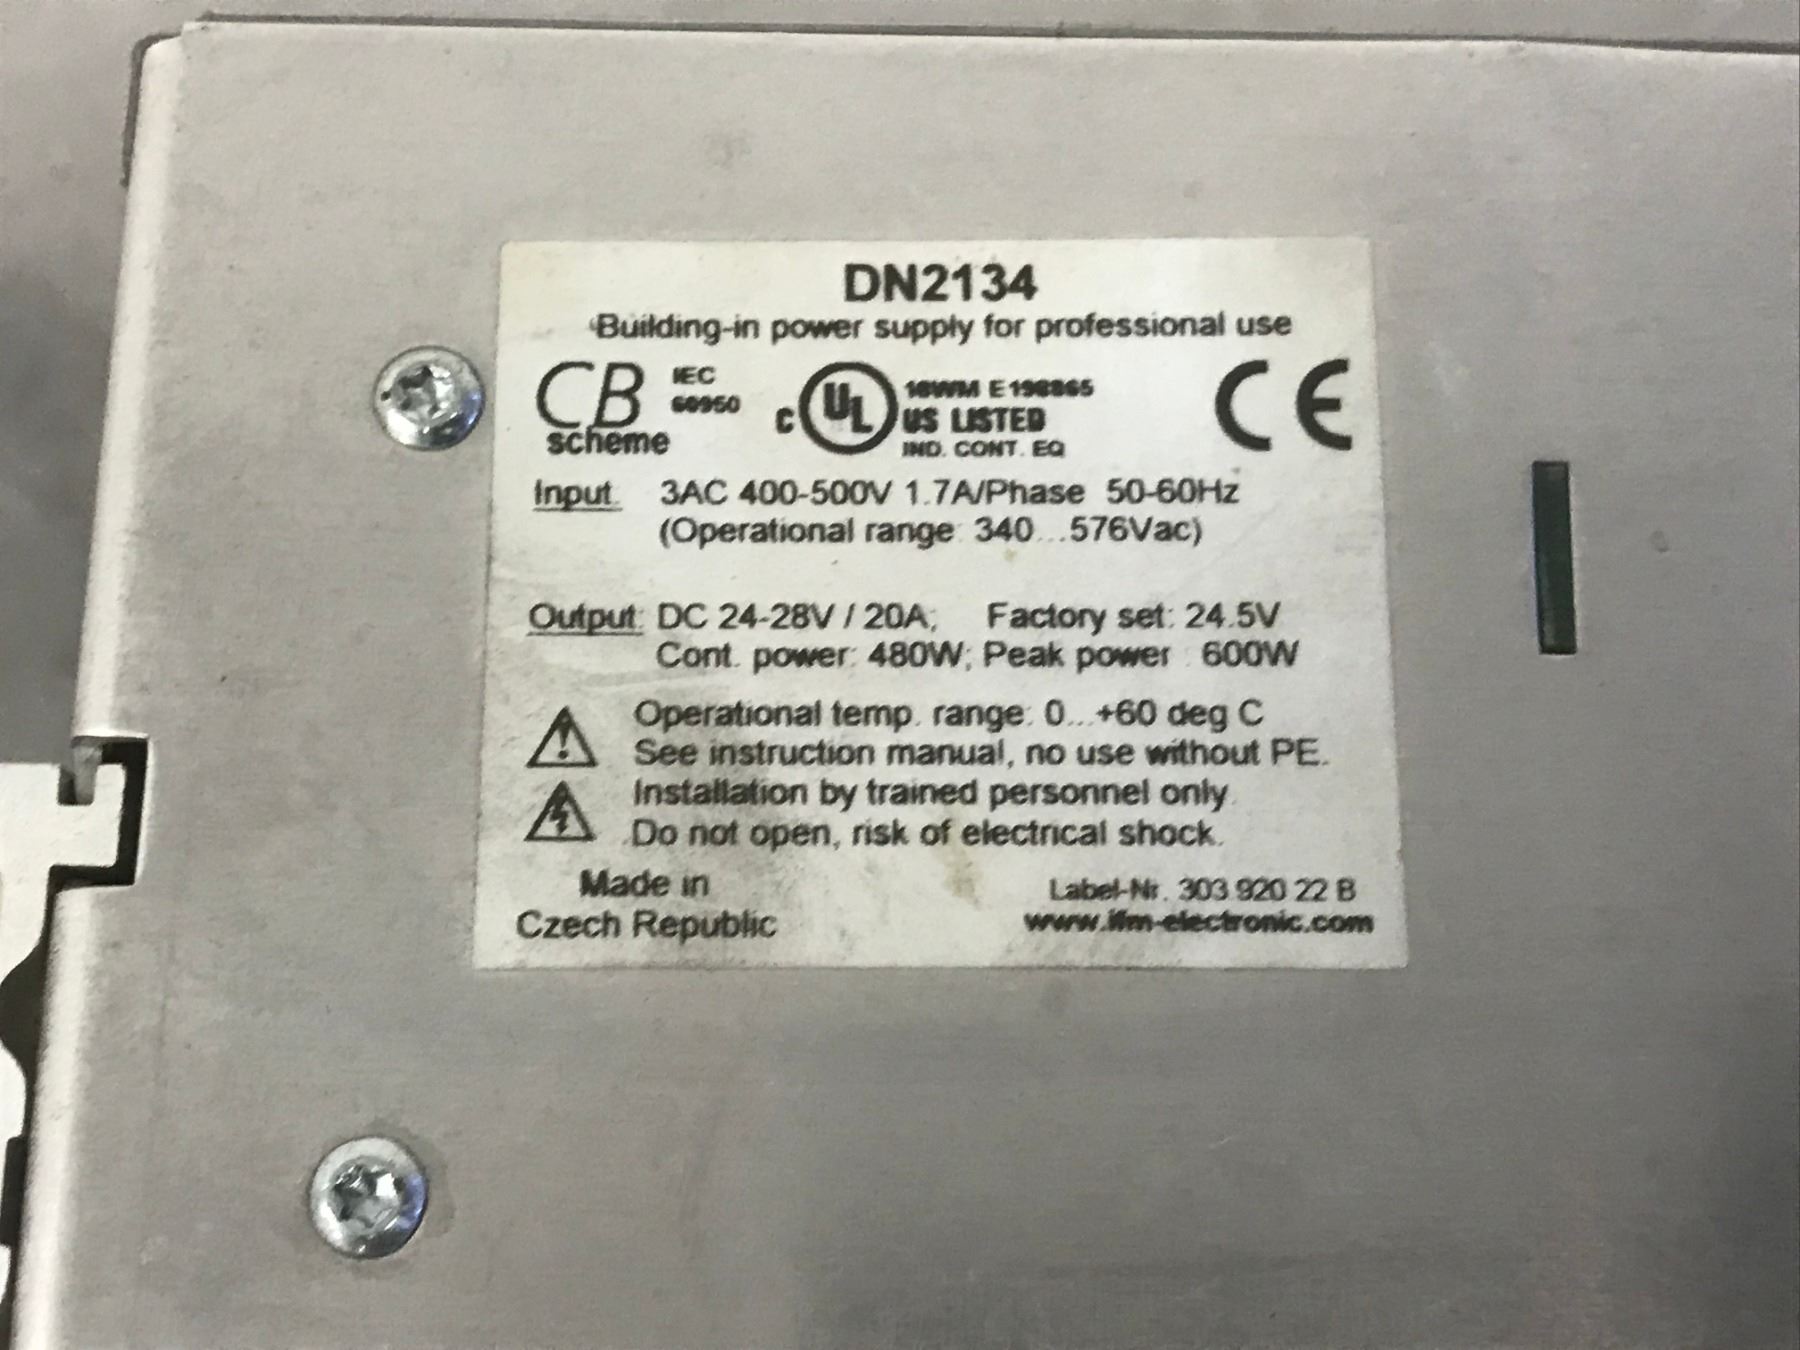 DN2134
Building-in power supply for professional use
CB scheme
IEC
60950
C UL US LISTED
18WM E198865
IND. CONT. EQ
CE
Input: 3AC 400-500V 1.7A/Phase 50-60Hz
(Operational range: 340...576Vac)
Output: DC 24-28V / 20A; Factory set: 24.5V
Cont. power: 480W; Peak power : 600W
Operational temp. range: 0...+60 deg C
See instruction manual, no use without PE.
Installation by trained personnel only.
Do not open, risk of electrical shock.
Made in
Czech Republic
Label-Nr. 303 920 22 B
www.ifm-electronic.com